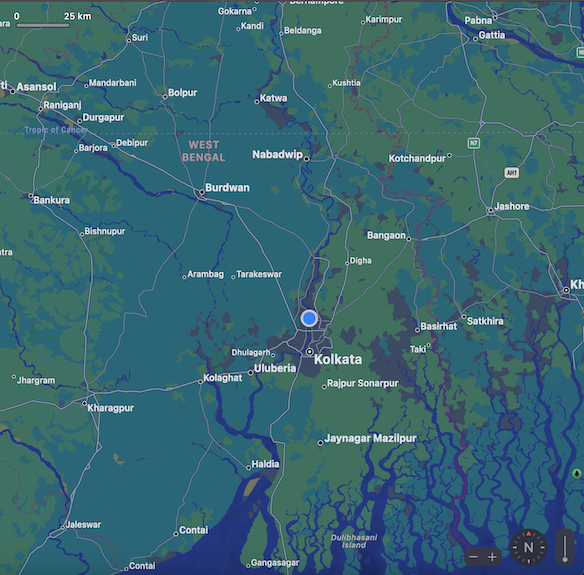 0
25 km
Gokarna
Karimpur
Pabna
Kandi
Beldanga
Gattia
Suri
Mandarbani
Kushtia
Asansol
Bolpur
Katwa
Raniganj
Durgapur
Tropic of Cancer
Debipur
Barjora
WEST
BENGAL
N7
Nabadwip
Kotchandpur
AH1
Burdwan
Bankura
Jashore
Bishnupur
Bangaon
Digha
Arambag
Tarakeswar
Kh
Satkhira
Basirhat
Dhulagarh
Taki
Kolkata
Uluberia
Jhargram
Kolaghat
Rajpur Sonarpur
Kharagpur
Jaynagar Mazilpur
Haldia
Jaleswar
Contai
Dulibhasani
Island
N
Contai
Gangasagar